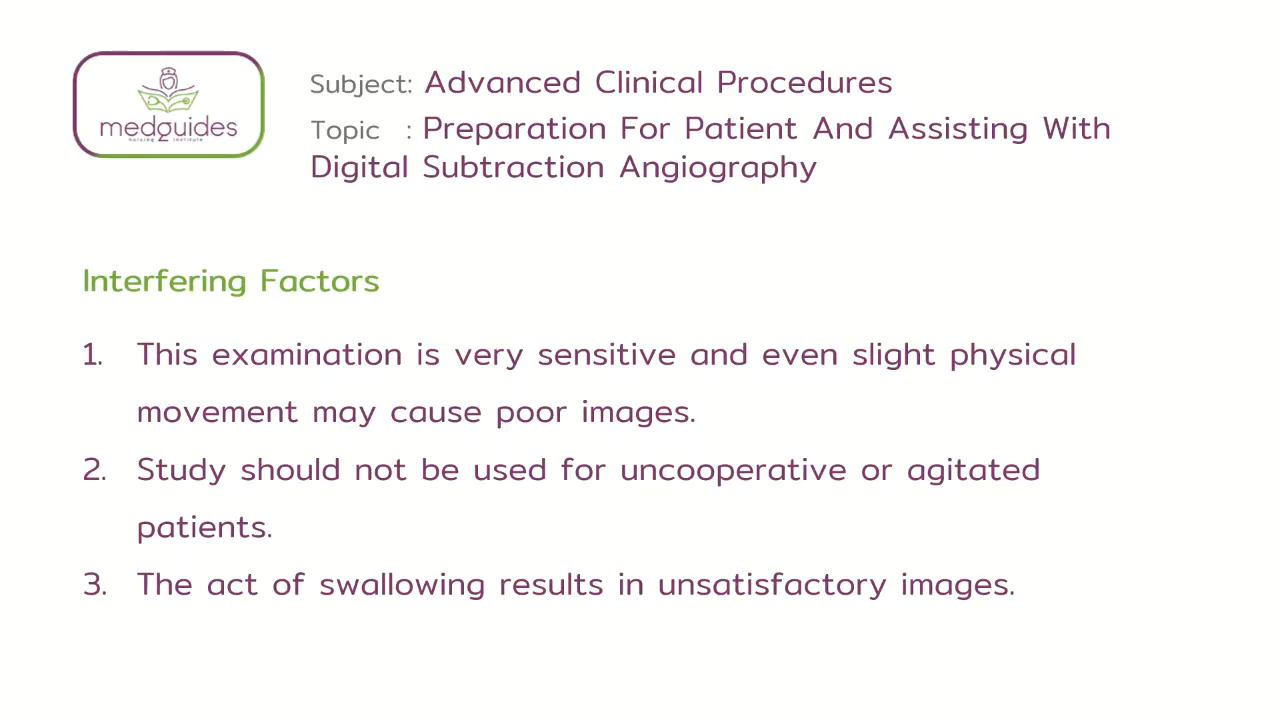 medguides
nursing institute
Subject: Advanced Clinical Procedures
Topic : Preparation For Patient And Assisting With
Digital Subtraction Angiography
Interfering Factors
1. This examination is very sensitive and even slight physical
movement may cause poor images.
2. Study should not be used for uncooperative or agitated
patients.
3. The act of swallowing results in unsatisfactory images.